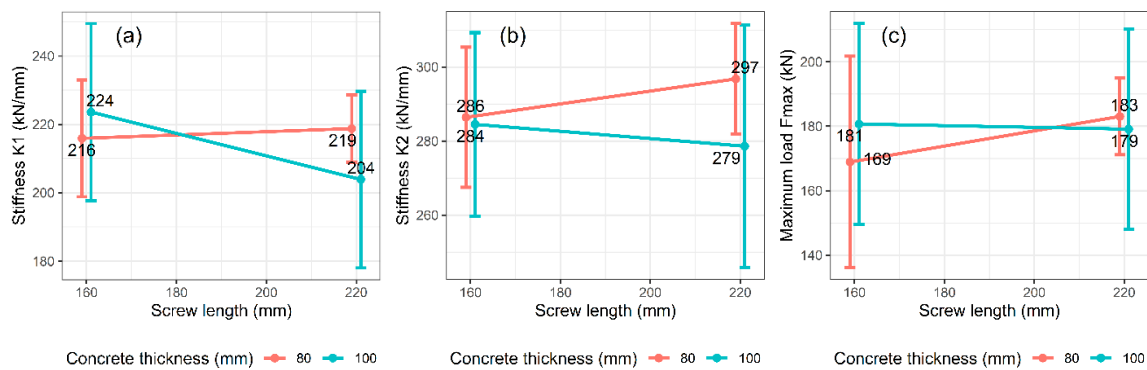 (a)
Stiffness K1 (kN/mm)
240
220
200
180
224
216
219
204
160
180
200
220
Screw length (mm)
Concrete thickness (mm) 80 100
(b)
Stiffness K2 (kN/mm)
300
280
260
286
284
297
279
160
180
200
220
Screw length (mm)
Concrete thickness (mm) 80 100
(c)
Maximum load Fmax (kN)
200
180
160
140
181
169
183
179
160
180
200
220
Screw length (mm)
Concrete thickness (mm) 80 100